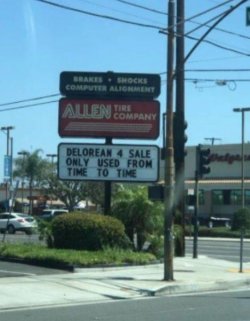 BRAKES • SHOCKS
COMPUTER ALIGNMENT
ALLEN TIRE
COMPANY
DELOREAN 4 SALE
ONLY USED FROM
TIME TO TIME